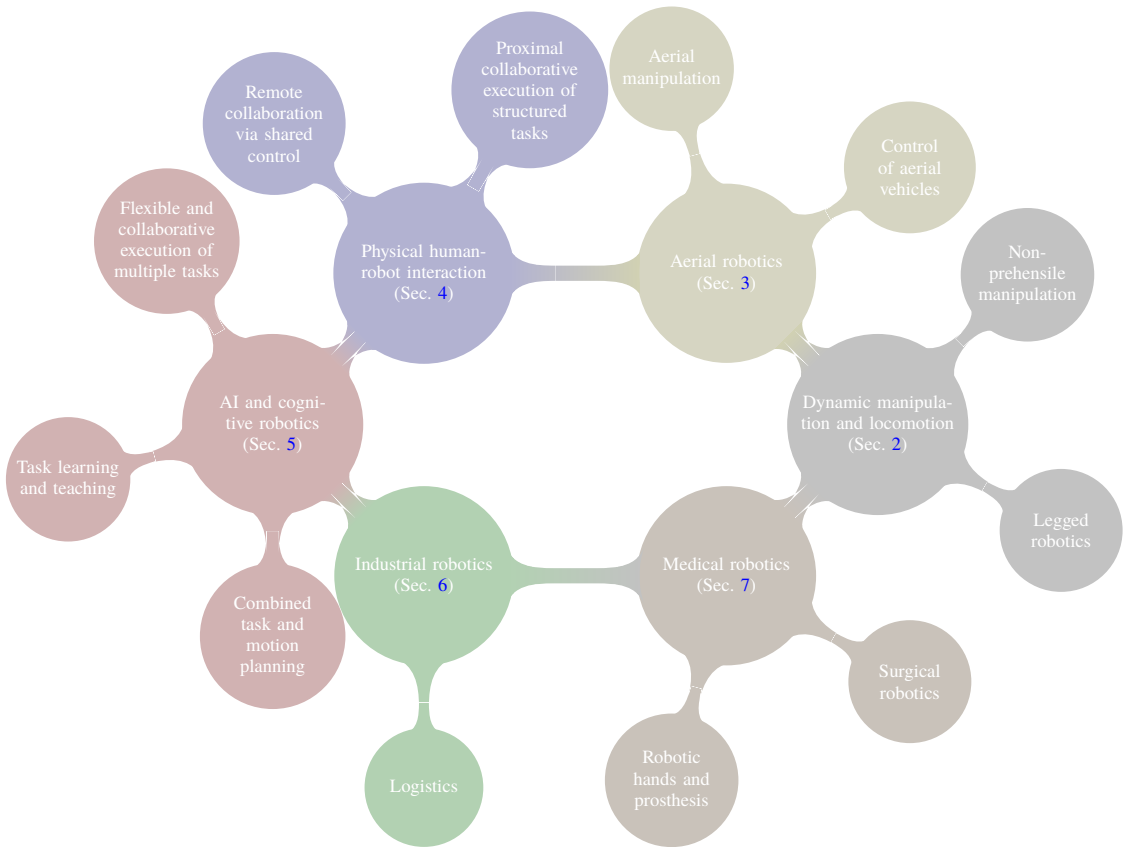 Proximal
collaborative
execution of
structured
tasks
Aerial
manipulation
Remote
collaboration
via shared
control
Control
of aerial
vehicles
Flexible and
collaborative
execution of
multiple tasks
Physical human-
robot interaction
(Sec. 4)
Aerial robotics
(Sec. 3)
Non-
prehensile
manipulation
AI and cogni-
tive robotics
(Sec. 5)
Dynamic manipula-
tion and locomotion
(Sec. 2)
Task learning
and teaching
Legged
robotics
Industrial robotics
(Sec. 6)
Medical robotics
(Sec. 7)
Combined
task and
motion
planning
Surgical
robotics
Logistics
Robotic
hands and
prosthesis